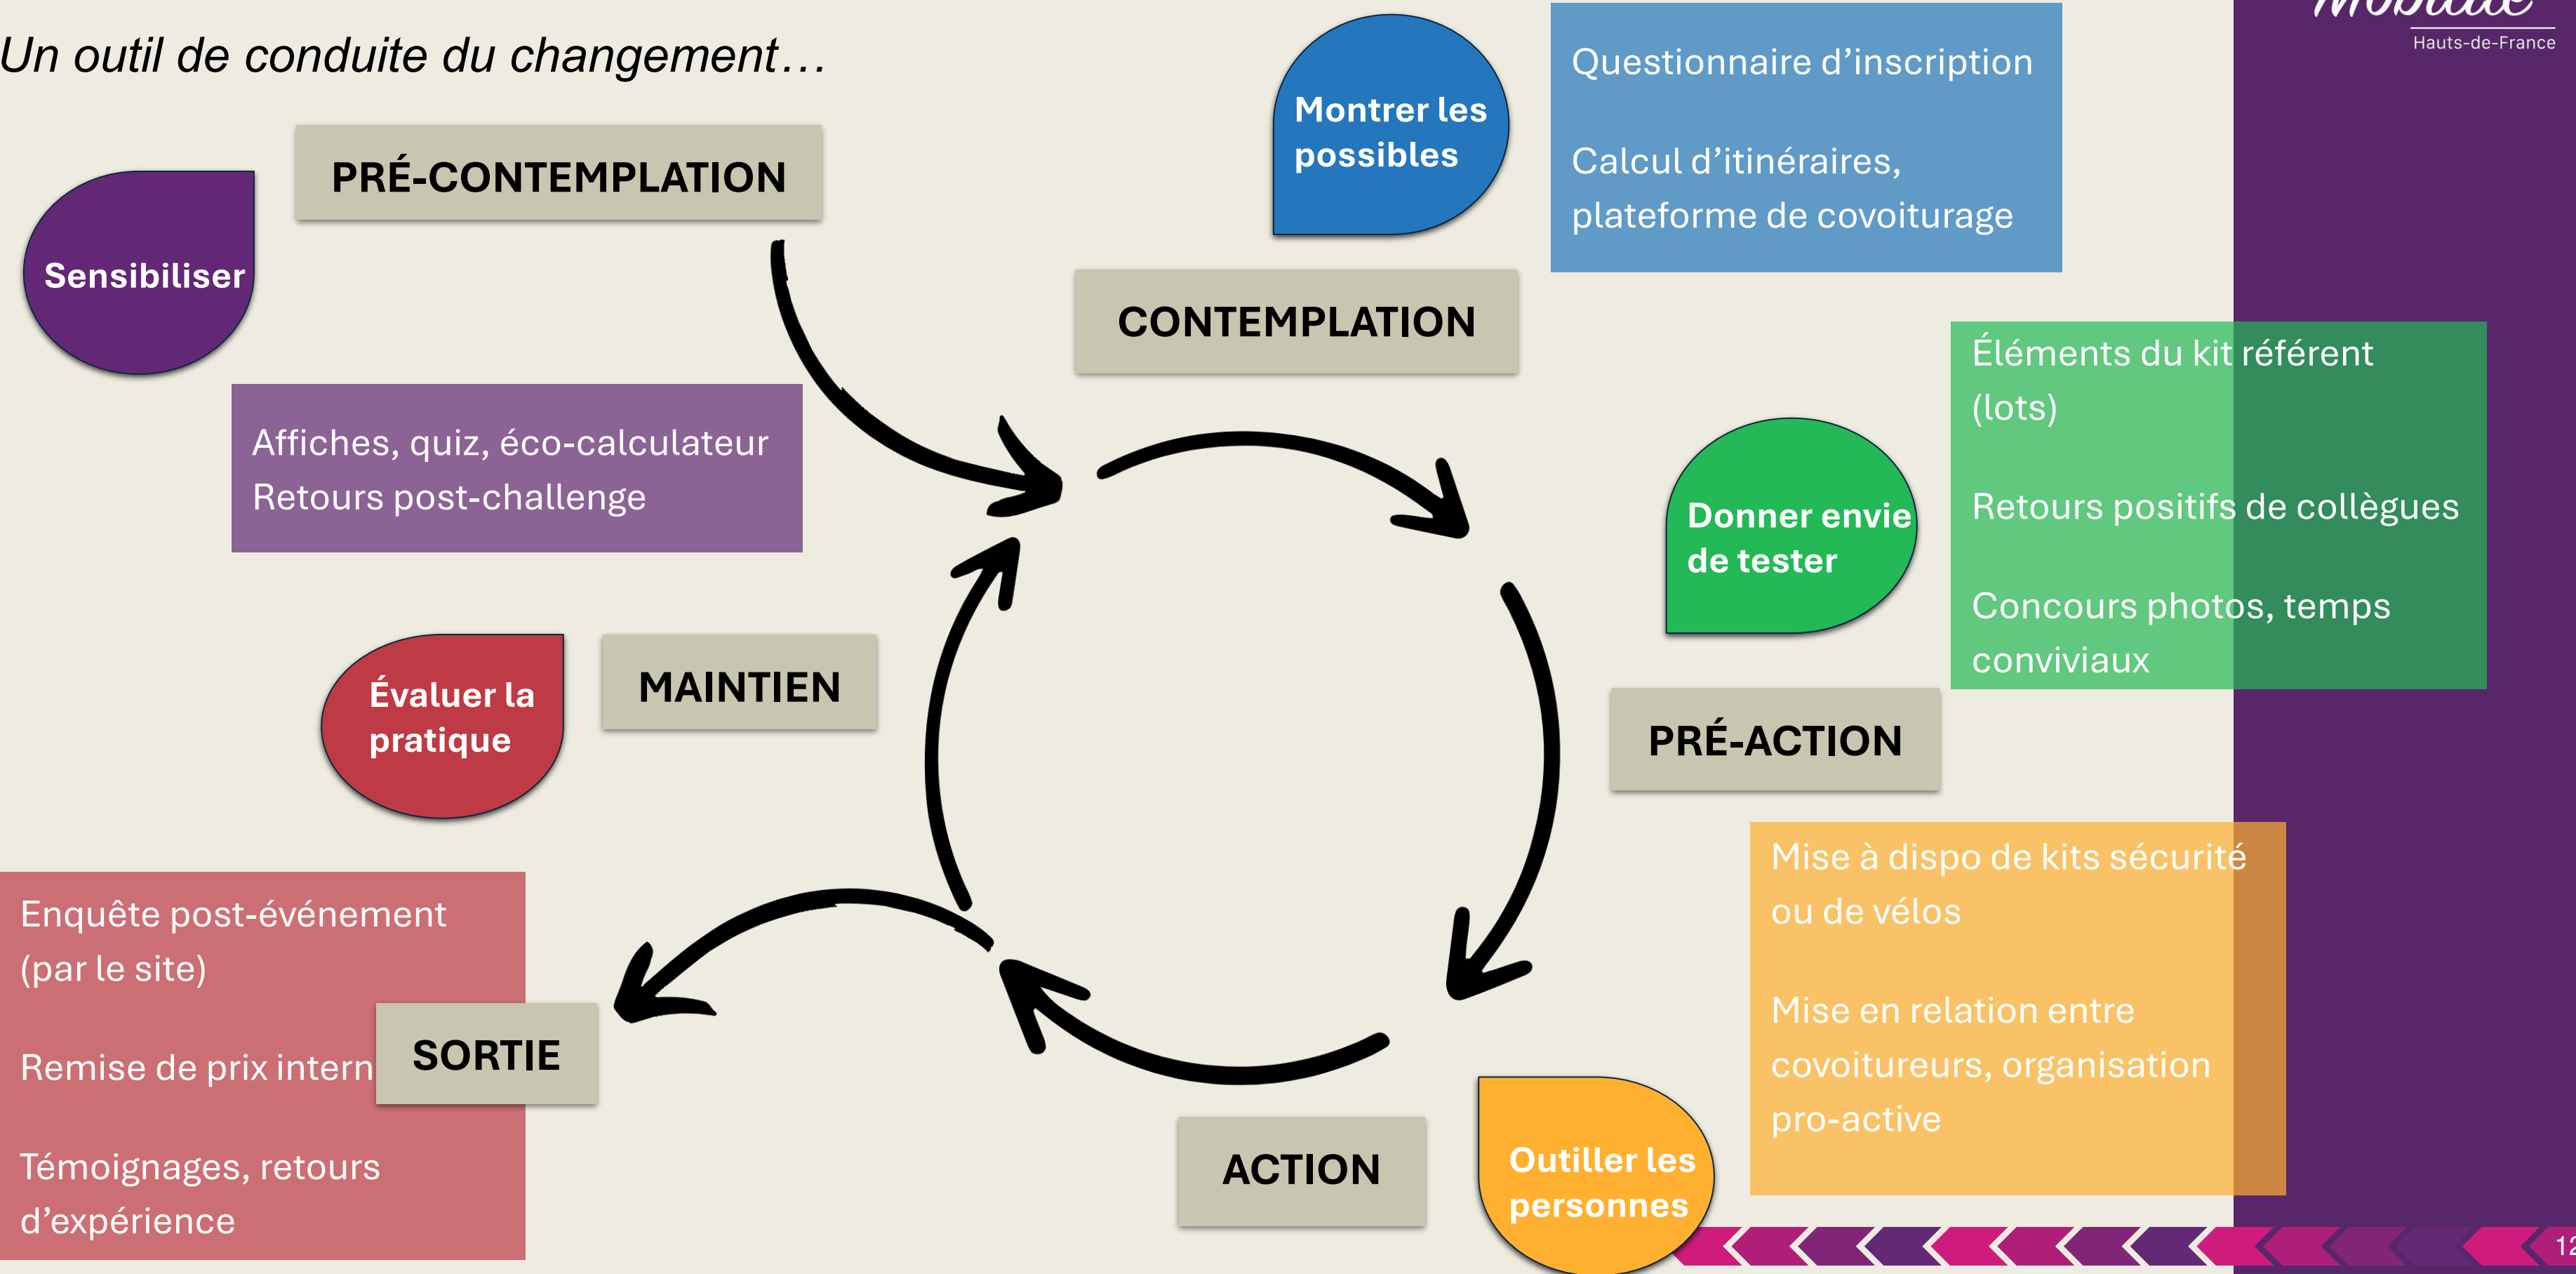 Un outil de conduite du changement…
Mobilité
Hauts-de-France
PRÉ-CONTEMPLATION
Sensibiliser
Affiches, quiz, éco-calculateur
Retours post-challenge
Montrer les
possibles
Questionnaire d’inscription
Calcul d’itinéraires,
plateforme de covoiturage
CONTEMPLATION
Éléments du kit référent
(lots)
Retours positifs de collègues
Concours photos, temps
conviviaux
Donner envie
de tester
PRÉ-ACTION
Mise à dispo de kits sécurité
ou de vélos
Mise en relation entre
covoitureurs, organisation
pro-active
Outiller les
personnes
ACTION
MAINTIEN
Évaluer la
pratique
Enquête post-événement
(par le site)
Remise de prix intern
Témoignages, retours
d’expérience
SORTIE
12